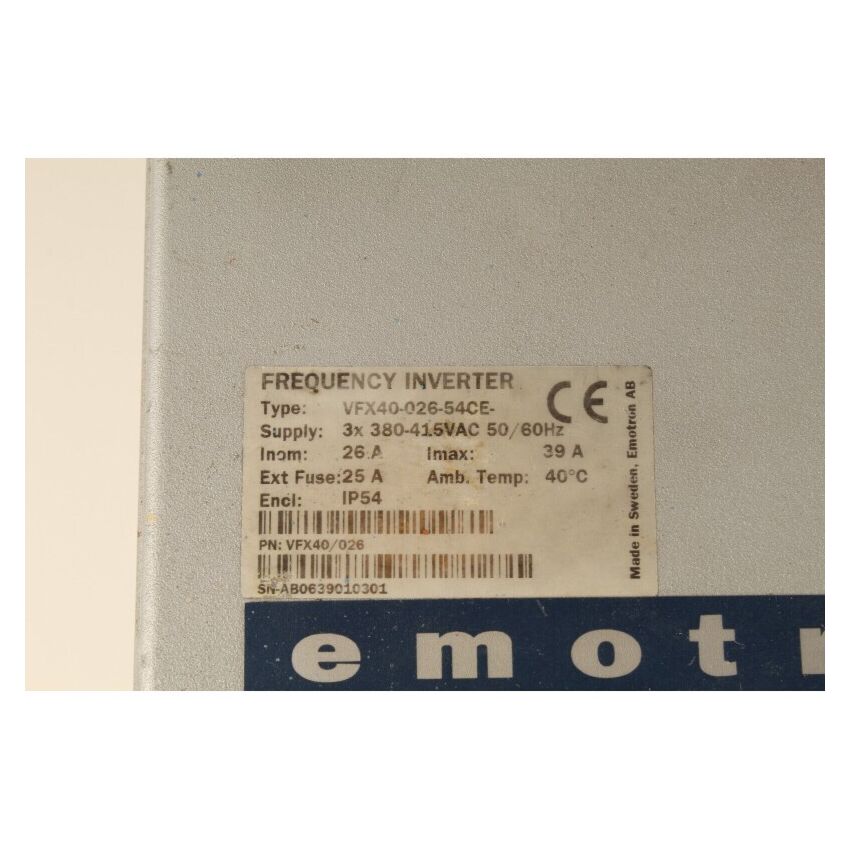 FREQUENCY INVERTER
Type: VFX40-026-54CE-
Supply: 3x 380-415VAC 50/60Hz
Inom: 26 A Imax: 39 A
Ext Fuse: 25 A Amb. Temp: 40°C
Encl: IP54
PN: VFX40/026
SN-AB0639010301
CE
Made in Sweden, Emotron AB
emotr